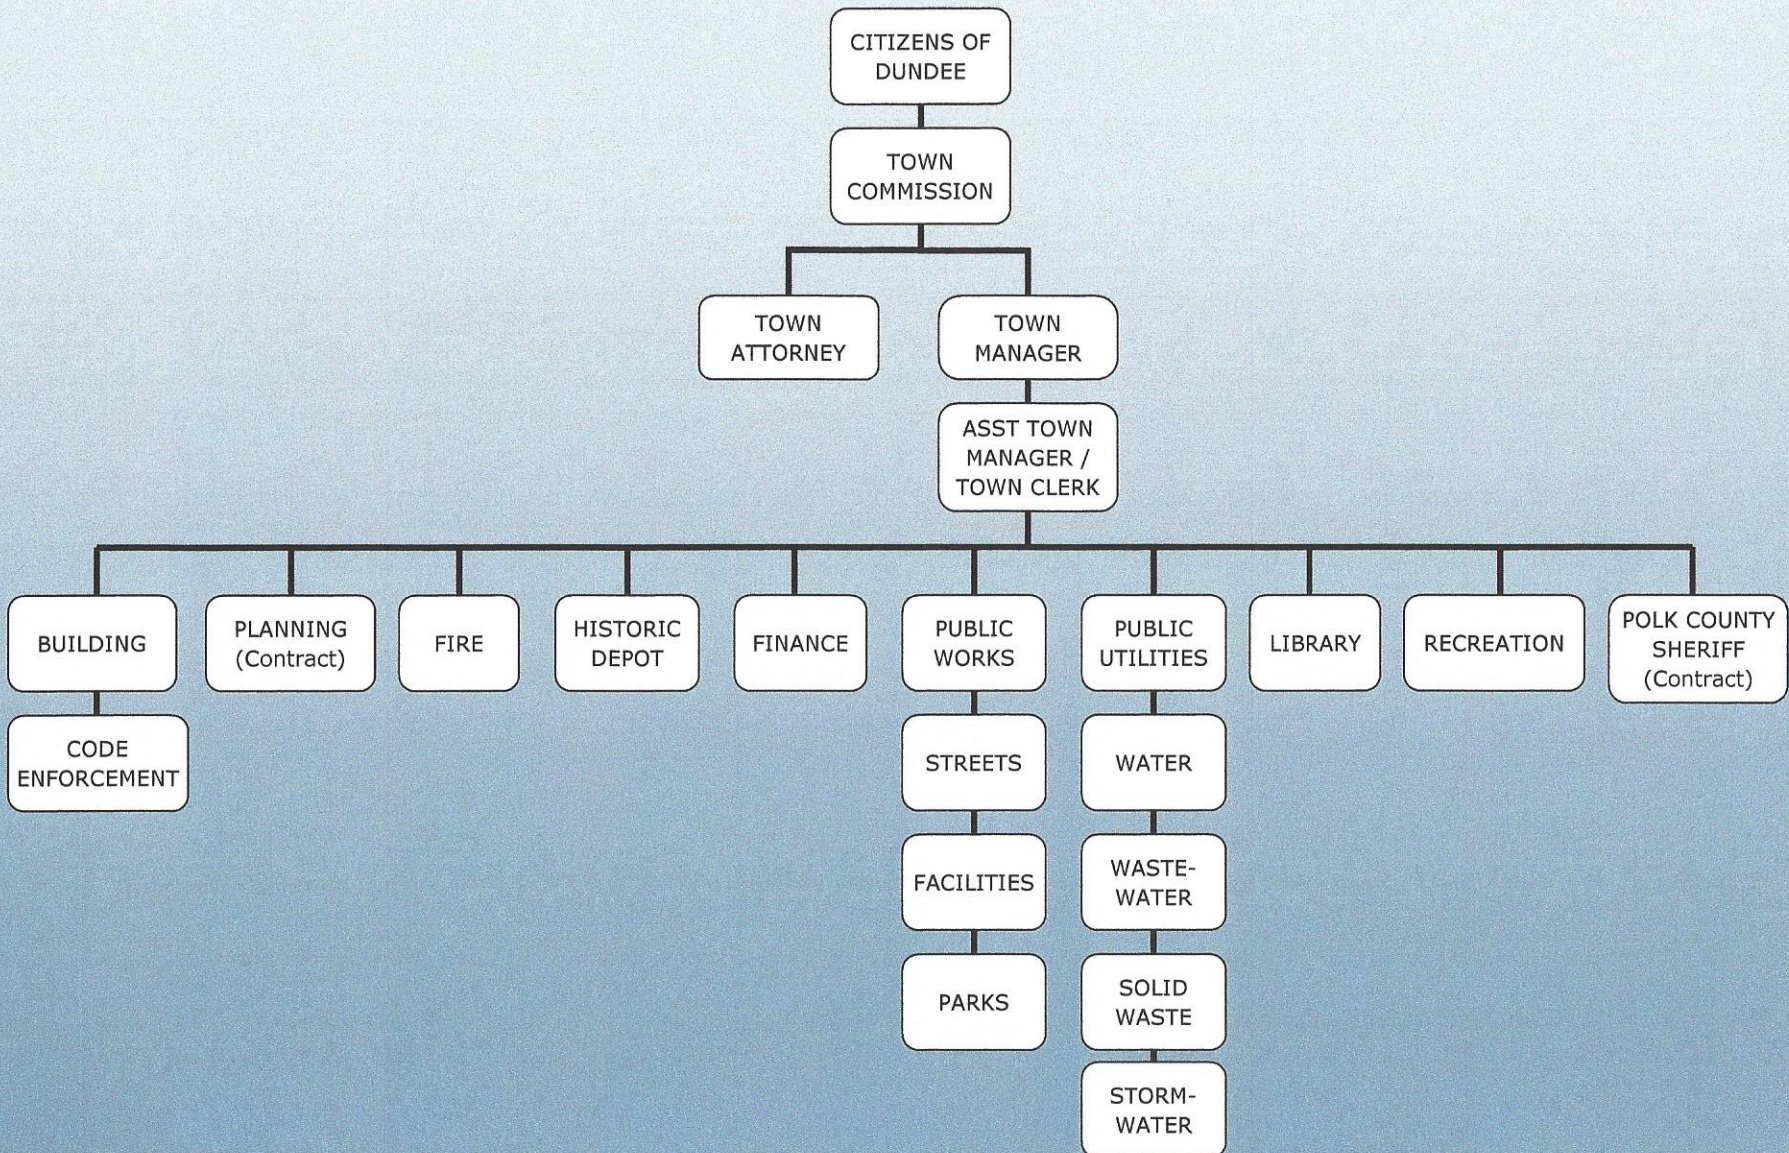 CITIZENS OF
DUNDEE
TOWN
COMMISSION
TOWN
ATTORNEY
TOWN
MANAGER
ASST TOWN
MANAGER /
TOWN CLERK
BUILDING
PLANNING
(Contract)
FIRE
HISTORIC
DEPOT
FINANCE
PUBLIC
WORKS
PUBLIC
UTILITIES
LIBRARY
RECREATION
POLK COUNTY
SHERIFF
(Contract)
CODE
ENFORCEMENT
STREETS
FACILITIES
PARKS
WATER
WASTE-
WATER
SOLID
WASTE
STORM-
WATER